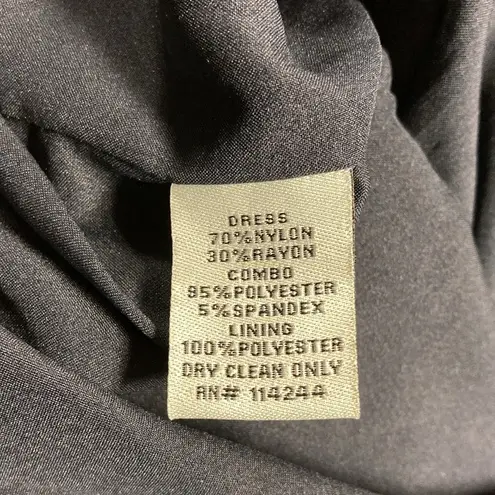 DRESS
70%NYLON
30%RAYON
COMBO
95%POLYESTER
5%SPANDEX
LINING
100%POLYESTER
DRY CLEAN ONLY
RN# 114244